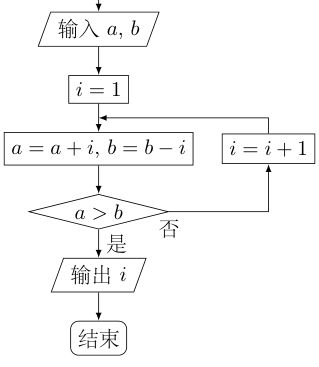 输入 a, b
i = 1
a = a + i, b = b − i
i = i + 1
a > b
否
是
输出 i
结束